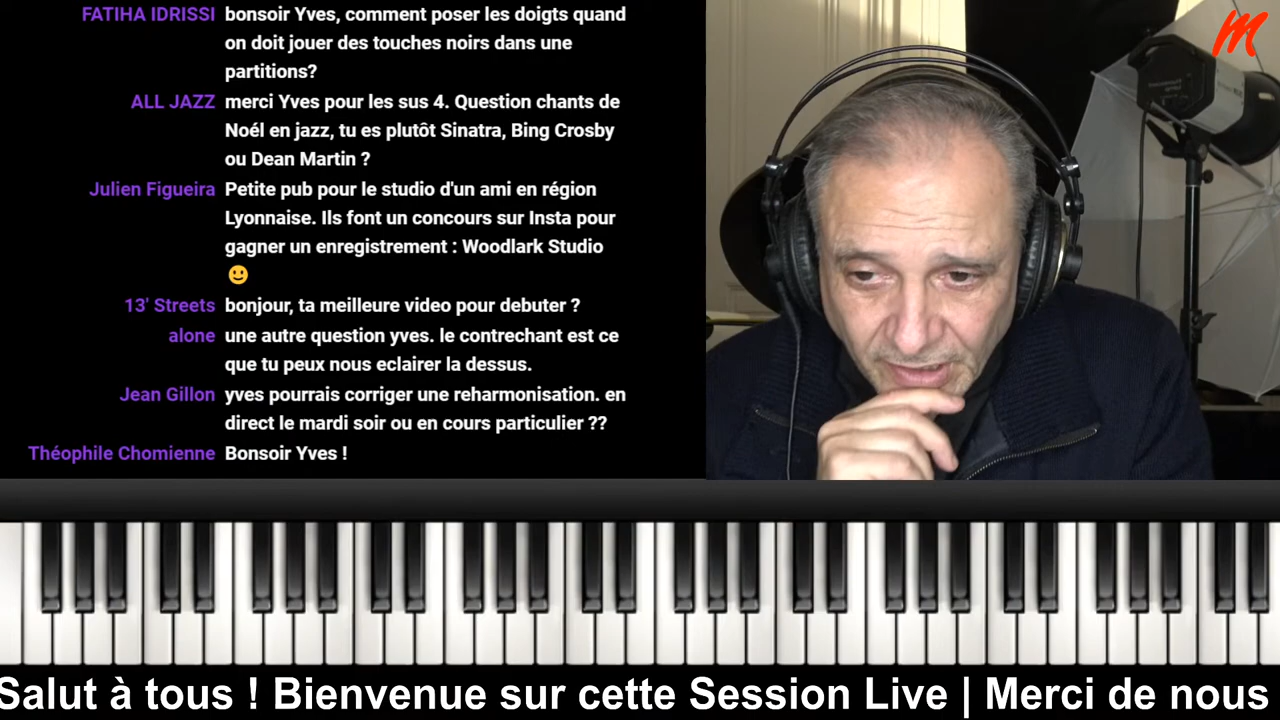 FATIHA IDRISSI bonsoir Yves, comment poser les doigts quand
on doit jouer des touches noirs dans une
partitions?
ALL JAZZ merci Yves pour les sus 4. Question chants de
Noél en jazz, tu es plutôt Sinatra, Bing Crosby
ou Dean Martin ?
Julien Figueira Petite pub pour le studio d'un ami en région
Lyonnaise. Ils font un concours sur Insta pour
gagner un enregistrement : Woodlark Studio
🙂
13' Streets bonjour, ta meilleure video pour debuter ?
alone une autre question yves. le contrechant est ce
que tu peux nous eclairer la dessus.
Jean Gillon yves pourrais corriger une reharmonisation. en
direct le mardi soir ou en cours particulier ??
Théophile Chomienne Bonsoir Yves !
M
Salut à tous ! Bienvenue sur cette Session Live | Merci de nous